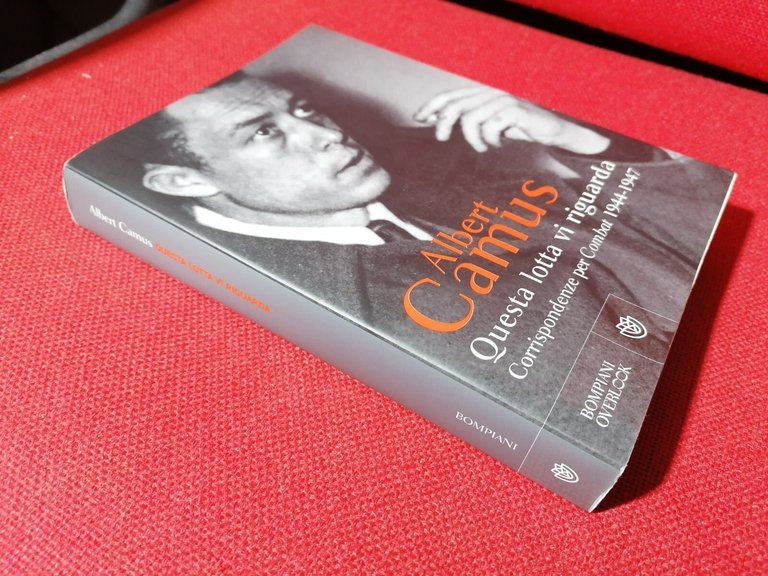 Albert
Camus
Questa lotta vi riguarda
Corrispondenze per Combat 1944-1947
BOMPIANI
OVERLOOK
Albert Camus QUESTA LOTTA VI RIGUARDA
BOMPIANI